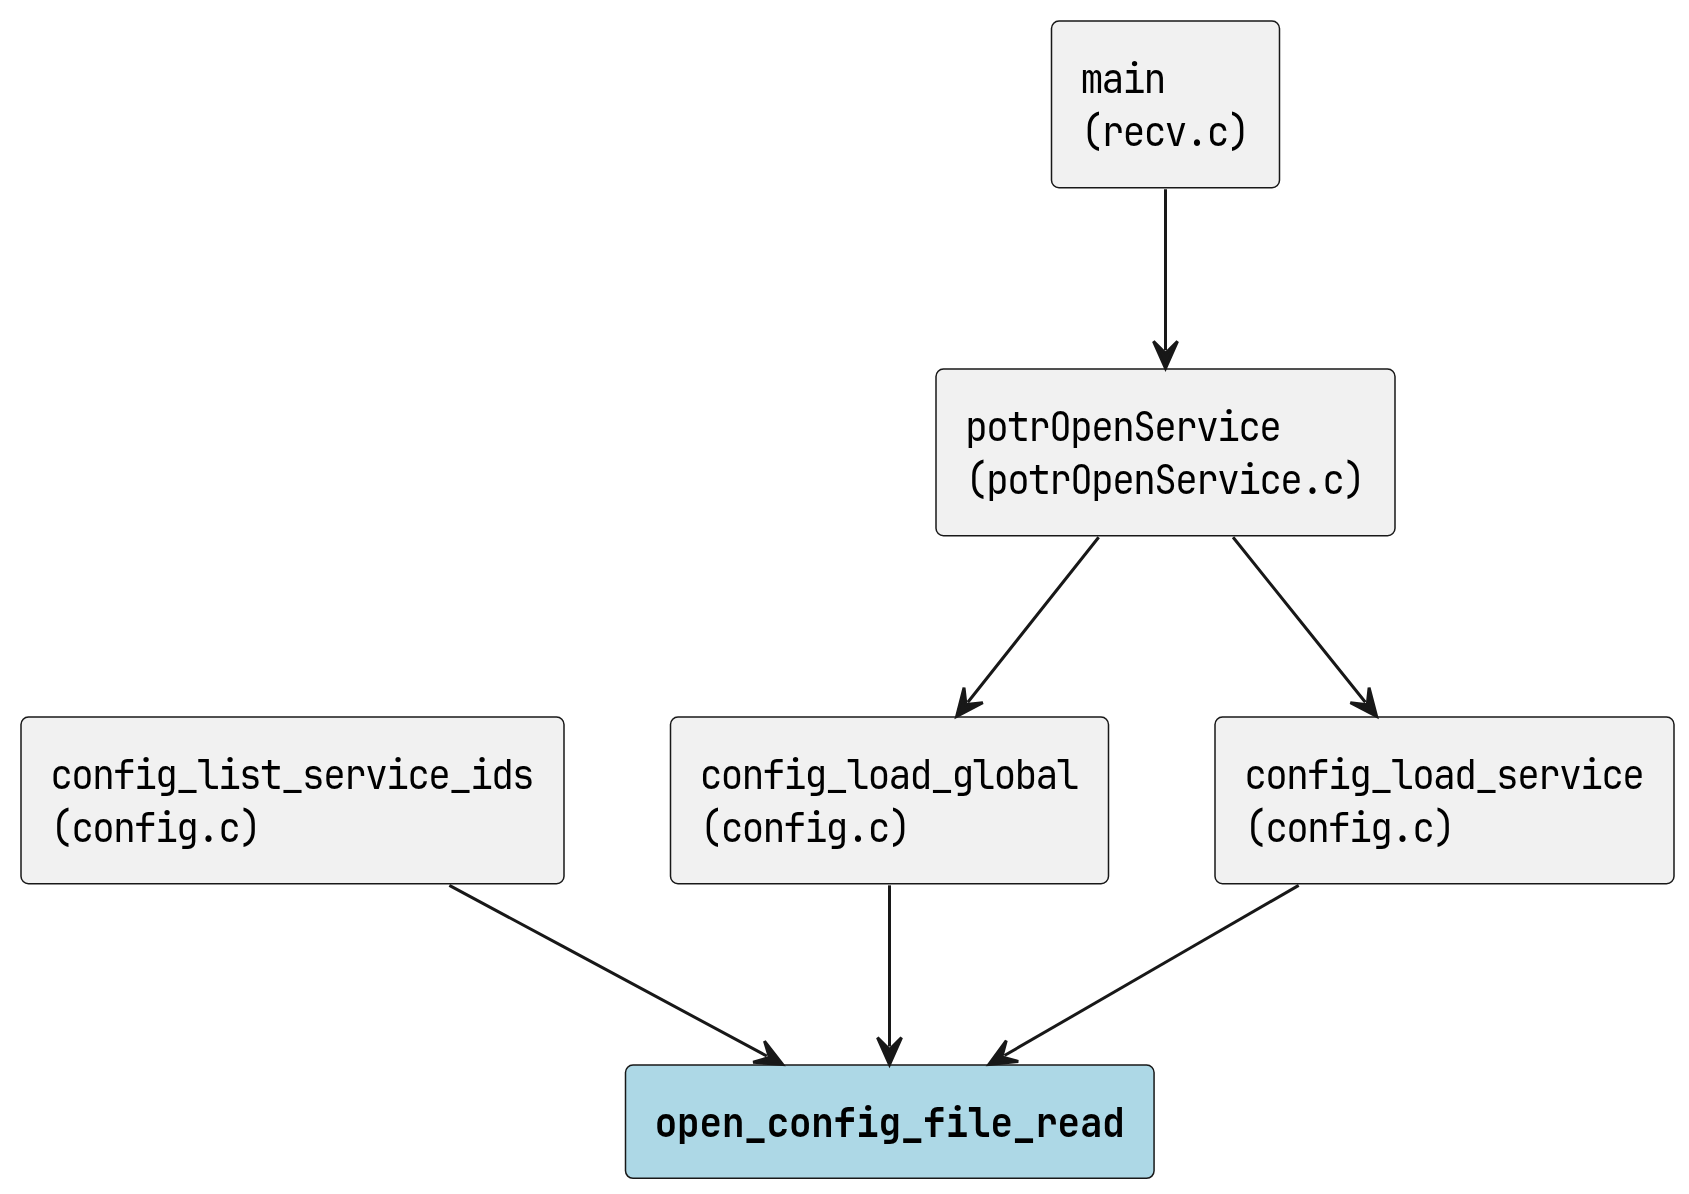 main
(recv.c)
potrOpenService
(potrOpenService.c)
config_list_service_ids
(config.c)
config_load_global
(config.c)
config_load_service
(config.c)
open_config_file_read